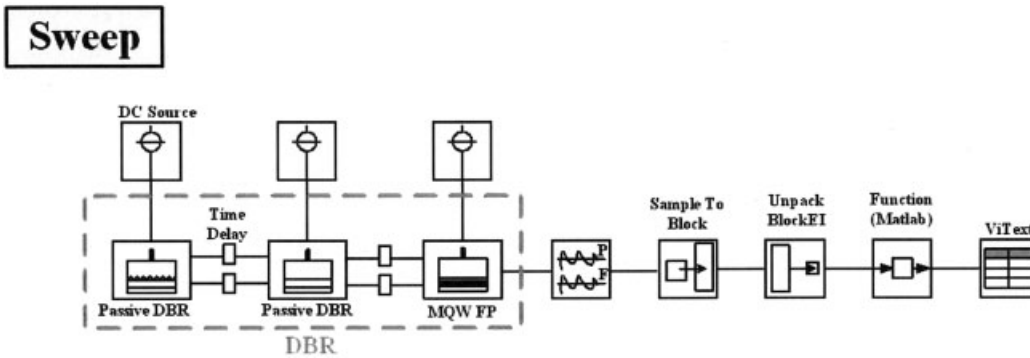 Sweep
DC Source
Time
Delay
Passive DBR
Passive DBR
MQW FP
DBR
P
F
Sample To
Block
Unpack
BlockEI
Function
(Matlab)
ViText